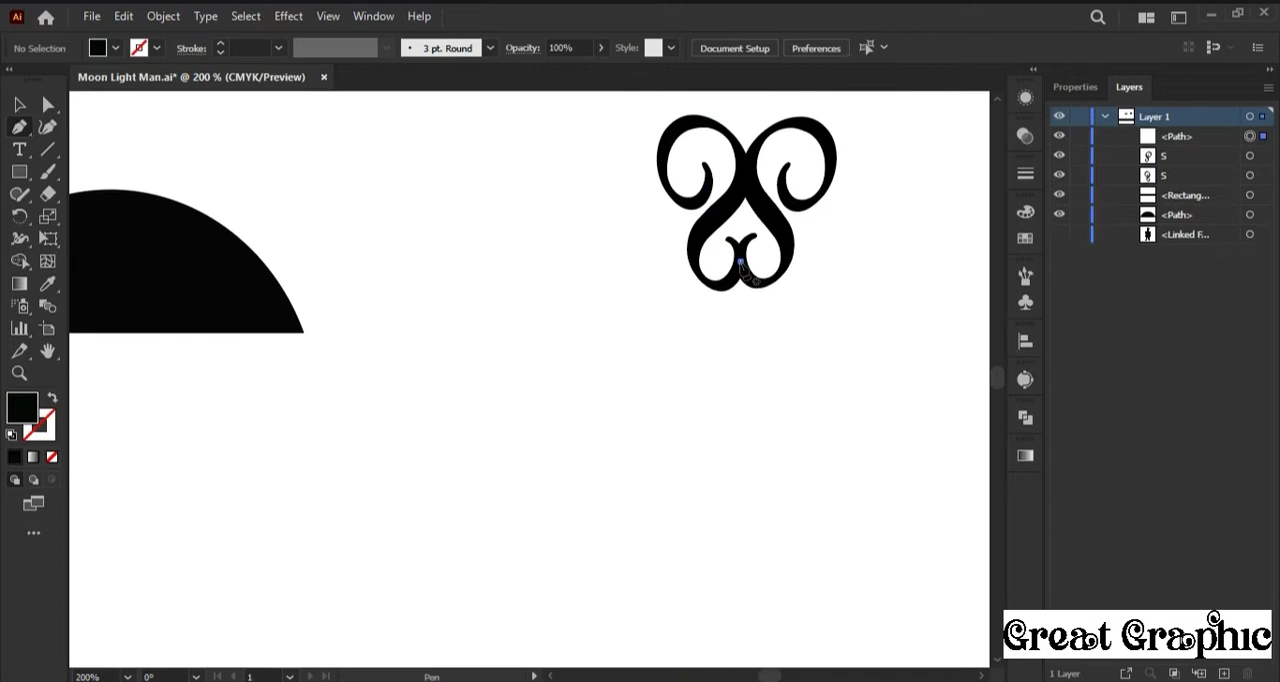 Ai File Edit Object Type Select Effect View Window Help
No Selection Stroke: 3 pt. Round Opacity: 100% Style: Document Setup Preferences
Moon Light Man.ai* @ 200 % (CMYK/Preview) ×
Properties Layers
Layer 1
<Path>
S
S
<Rectang...
<Path>
<Linked F...
Great Graphic
200% 0° 1 Pen 1 Layer